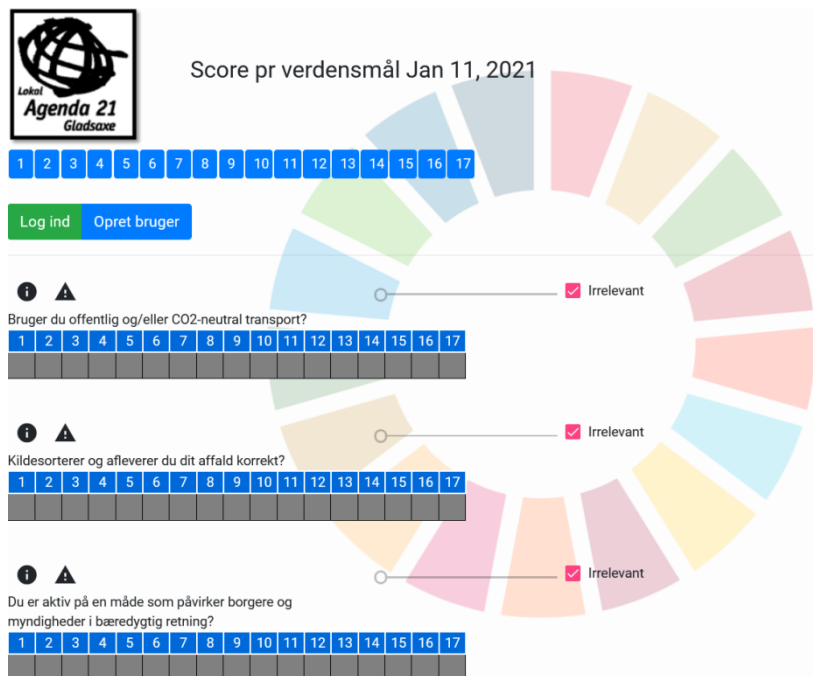 Lokal
Agenda 21
Gladsaxe
Score pr verdensmål Jan 11, 2021
1 2 3 4 5 6 7 8 9 10 11 12 13 14 15 16 17
Log ind Opret bruger
Irrelevant
Bruger du offentlig og/eller CO2-neutral transport?
1 2 3 4 5 6 7 8 9 10 11 12 13 14 15 16 17
Irrelevant
Kildesorterer og afleverer du dit affald korrekt?
1 2 3 4 5 6 7 8 9 10 11 12 13 14 15 16 17
Irrelevant
Du er aktiv på en måde som påvirker borgere og
myndigheder i bæredygtig retning?
1 2 3 4 5 6 7 8 9 10 11 12 13 14 15 16 17